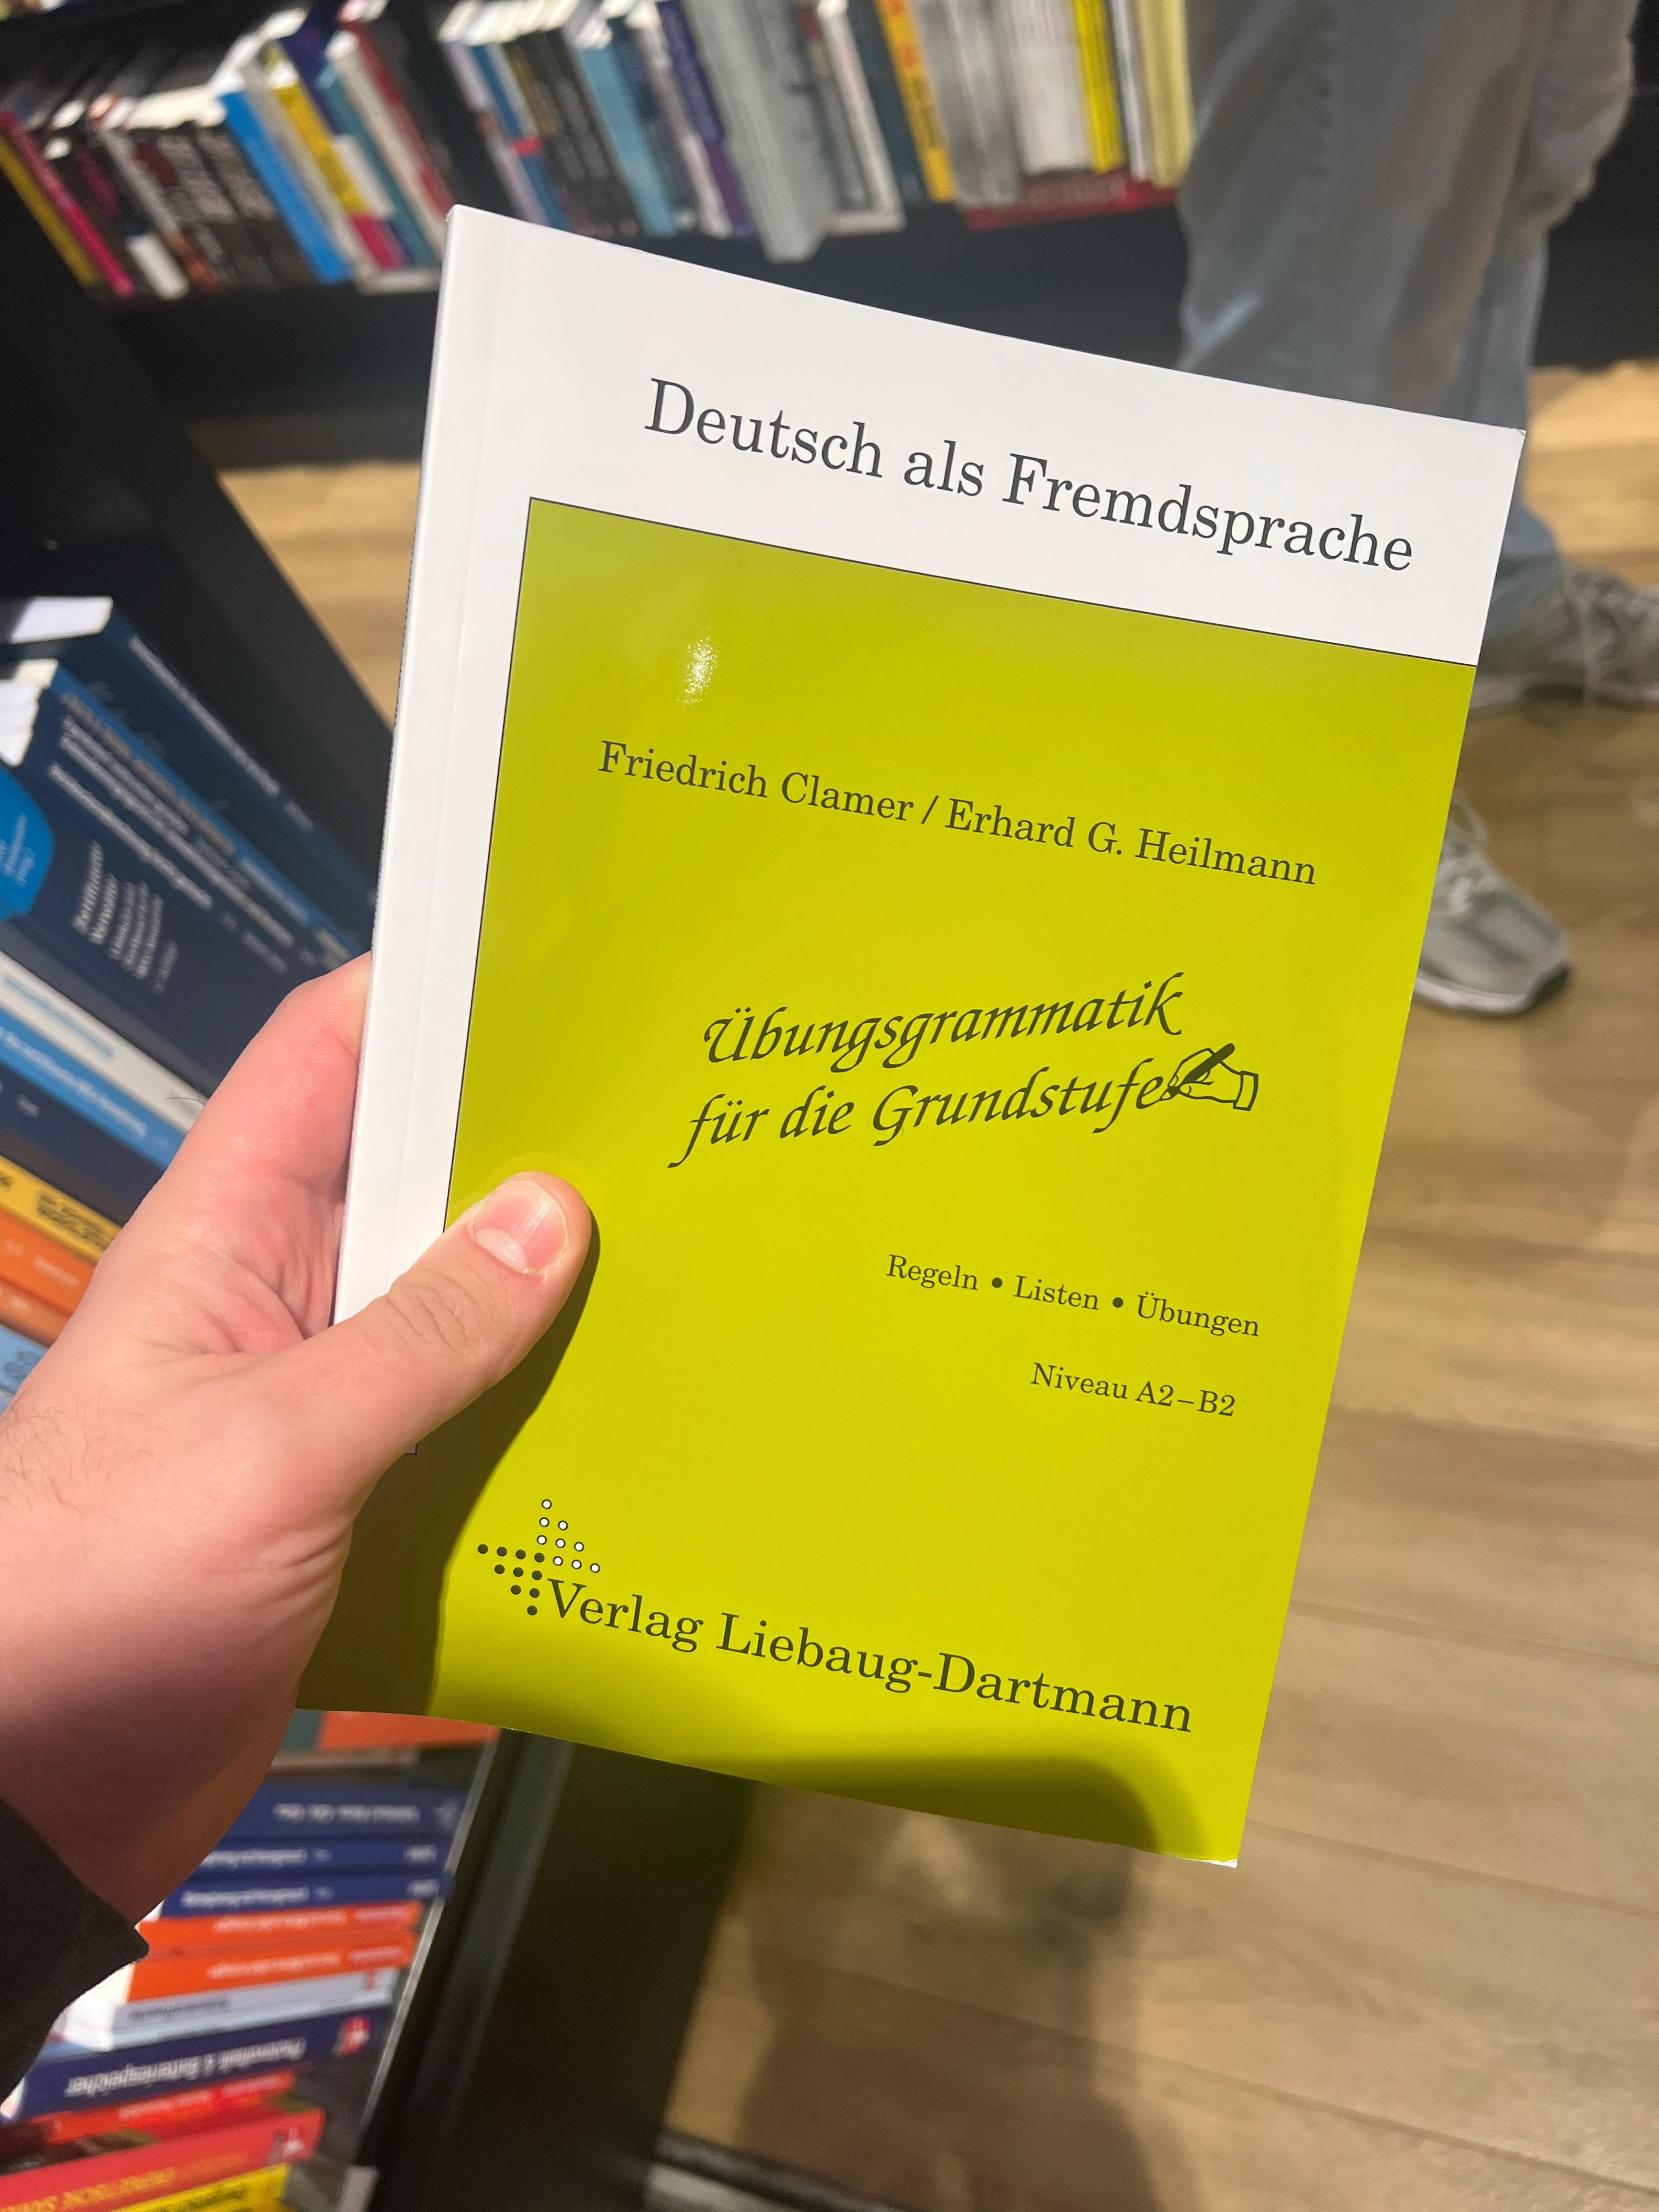 Deutsch als Fremdsprache
Friedrich Clamer / Erhard G. Heilmann
Übungsgrammatik
für die Grundstufe
Regeln • Listen • Übungen
Niveau A2–B2
Verlag Liebaug-Dartmann